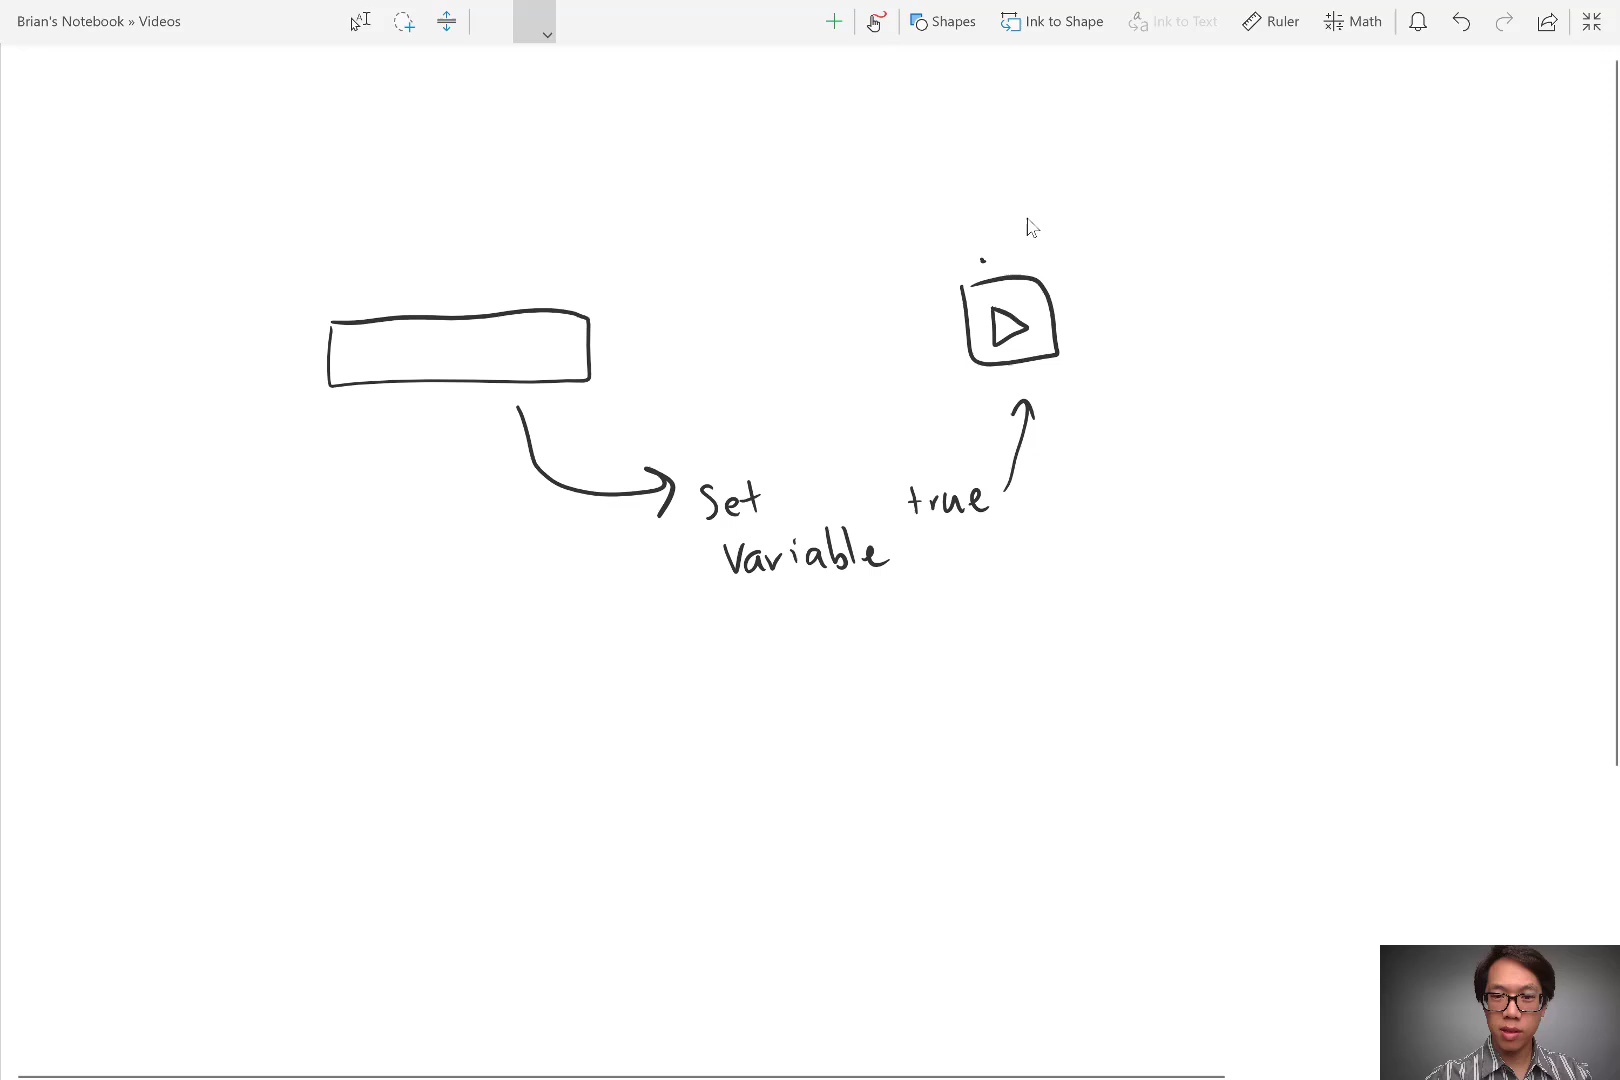 Brian's Notebook » Videos
Shapes
Ink to Shape
Ink to Text
Ruler
Math
set true
variable